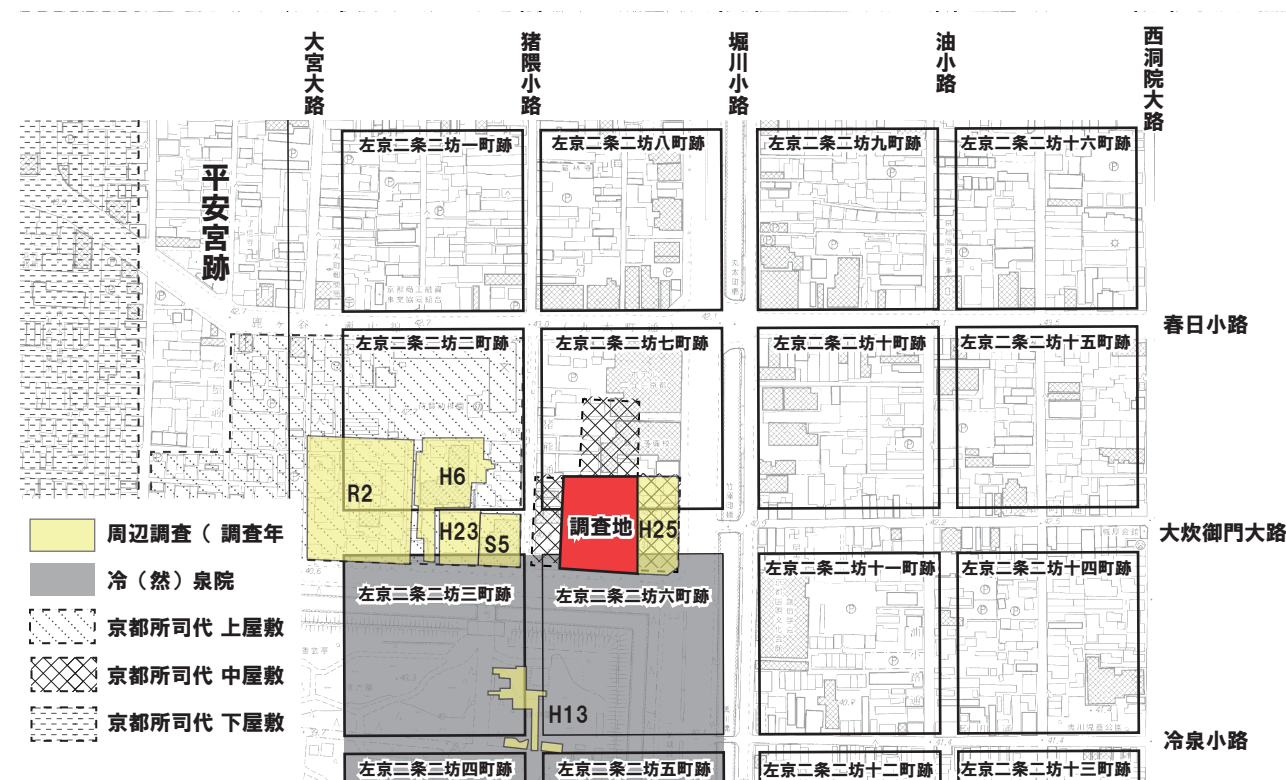 大宮大路
猪隈小路
堀川小路
油小路
西洞院大路
平安宮跡
左京二条二坊一町跡
左京二条二坊八町跡
左京二条二坊九町跡
左京二条二坊十六町跡
春日小路
左京二条二坊二町跡
左京二条二坊七町跡
左京二条二坊十町跡
左京二条二坊十五町跡
R2
H6
H23
S5
調査地
H25
大炊御門大路
周辺調査（ 調査年
冷（然）泉院
京都所司代 上屋敷
京都所司代 中屋敷
京都所司代 下屋敷
左京二条二坊三町跡
左京二条二坊六町跡
左京二条二坊十一町跡
左京二条二坊十四町跡
H13
冷泉小路
左京二条二坊四町跡
左京二条二坊五町跡
左京二条二坊十二町跡
左京二条二坊十三町跡
42.7
42.7
42.1
42.2
41.4
41.4